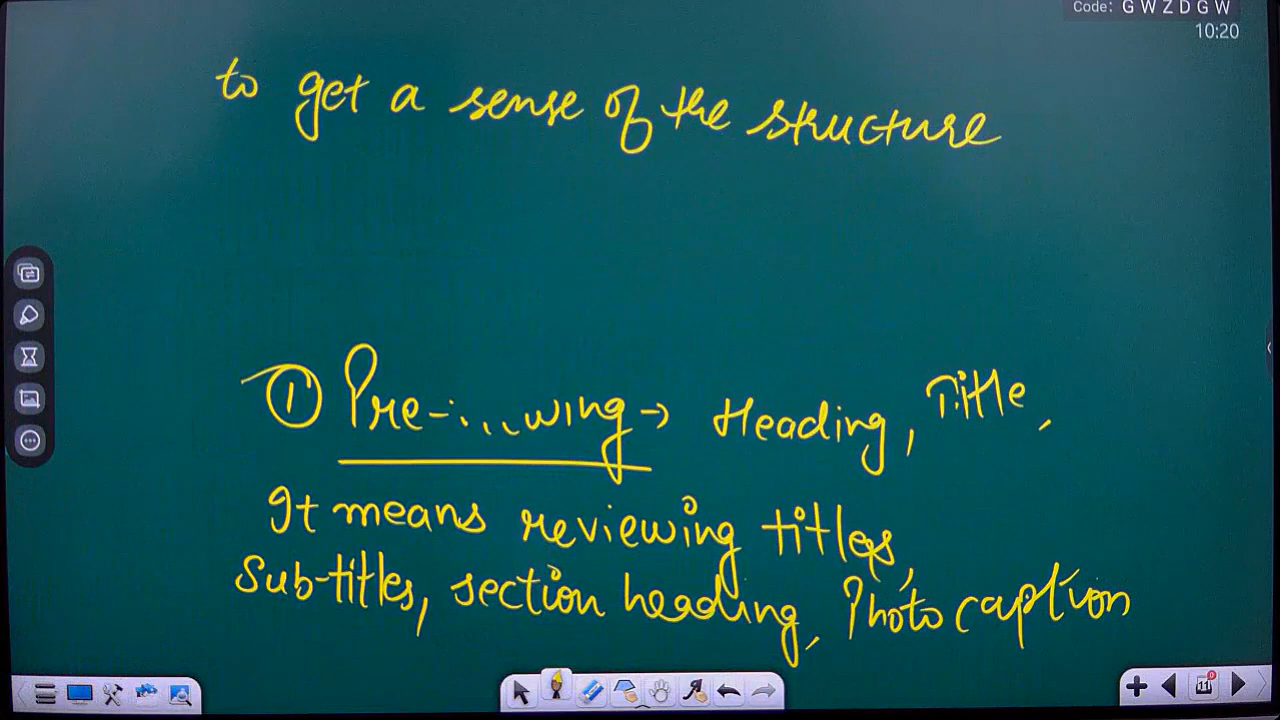 Code: G W Z D G W
10:20
to get a sense of the structure
① Pre-...wing → Heading, Title,
It means reviewing titles,
Sub-titles, section heading, Photo caption
11